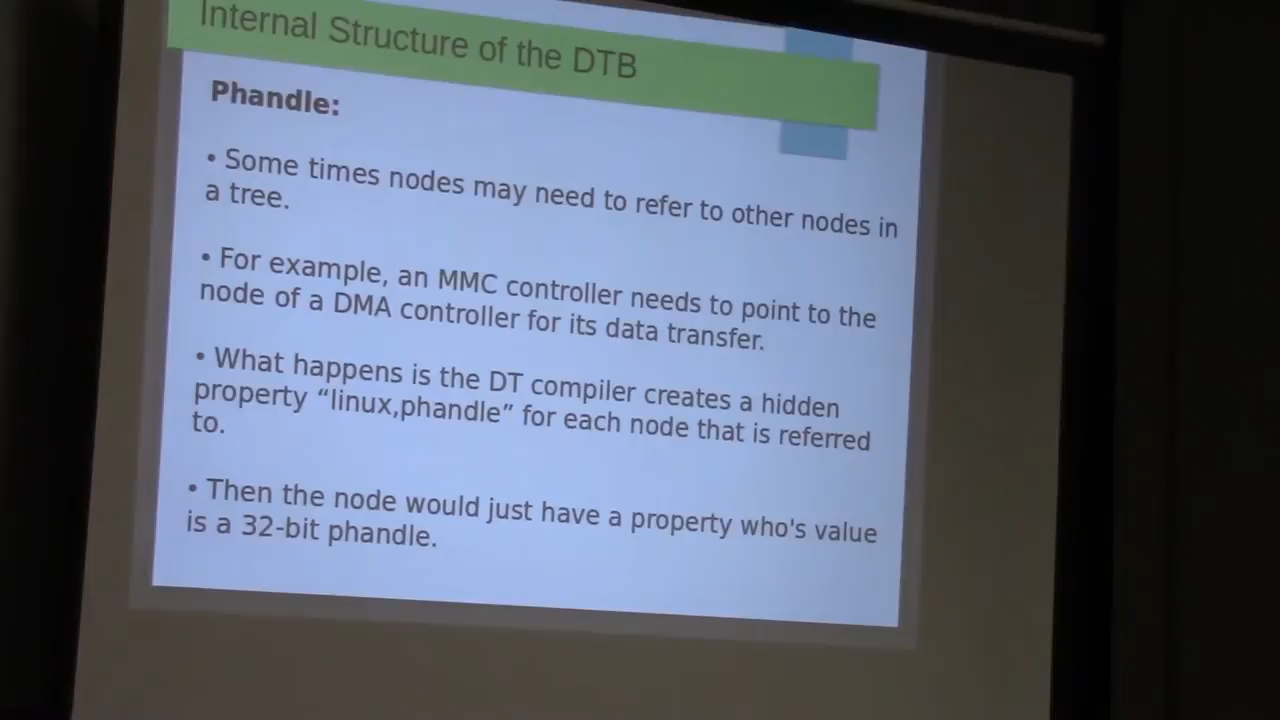 Internal Structure of the DTB
Phandle:
• Some times nodes may need to refer to other nodes in
a tree.
• For example, an MMC controller needs to point to the
node of a DMA controller for its data transfer.
• What happens is the DT compiler creates a hidden
property “linux,phandle” for each node that is referred
to.
• Then the node would just have a property who's value
is a 32-bit phandle.